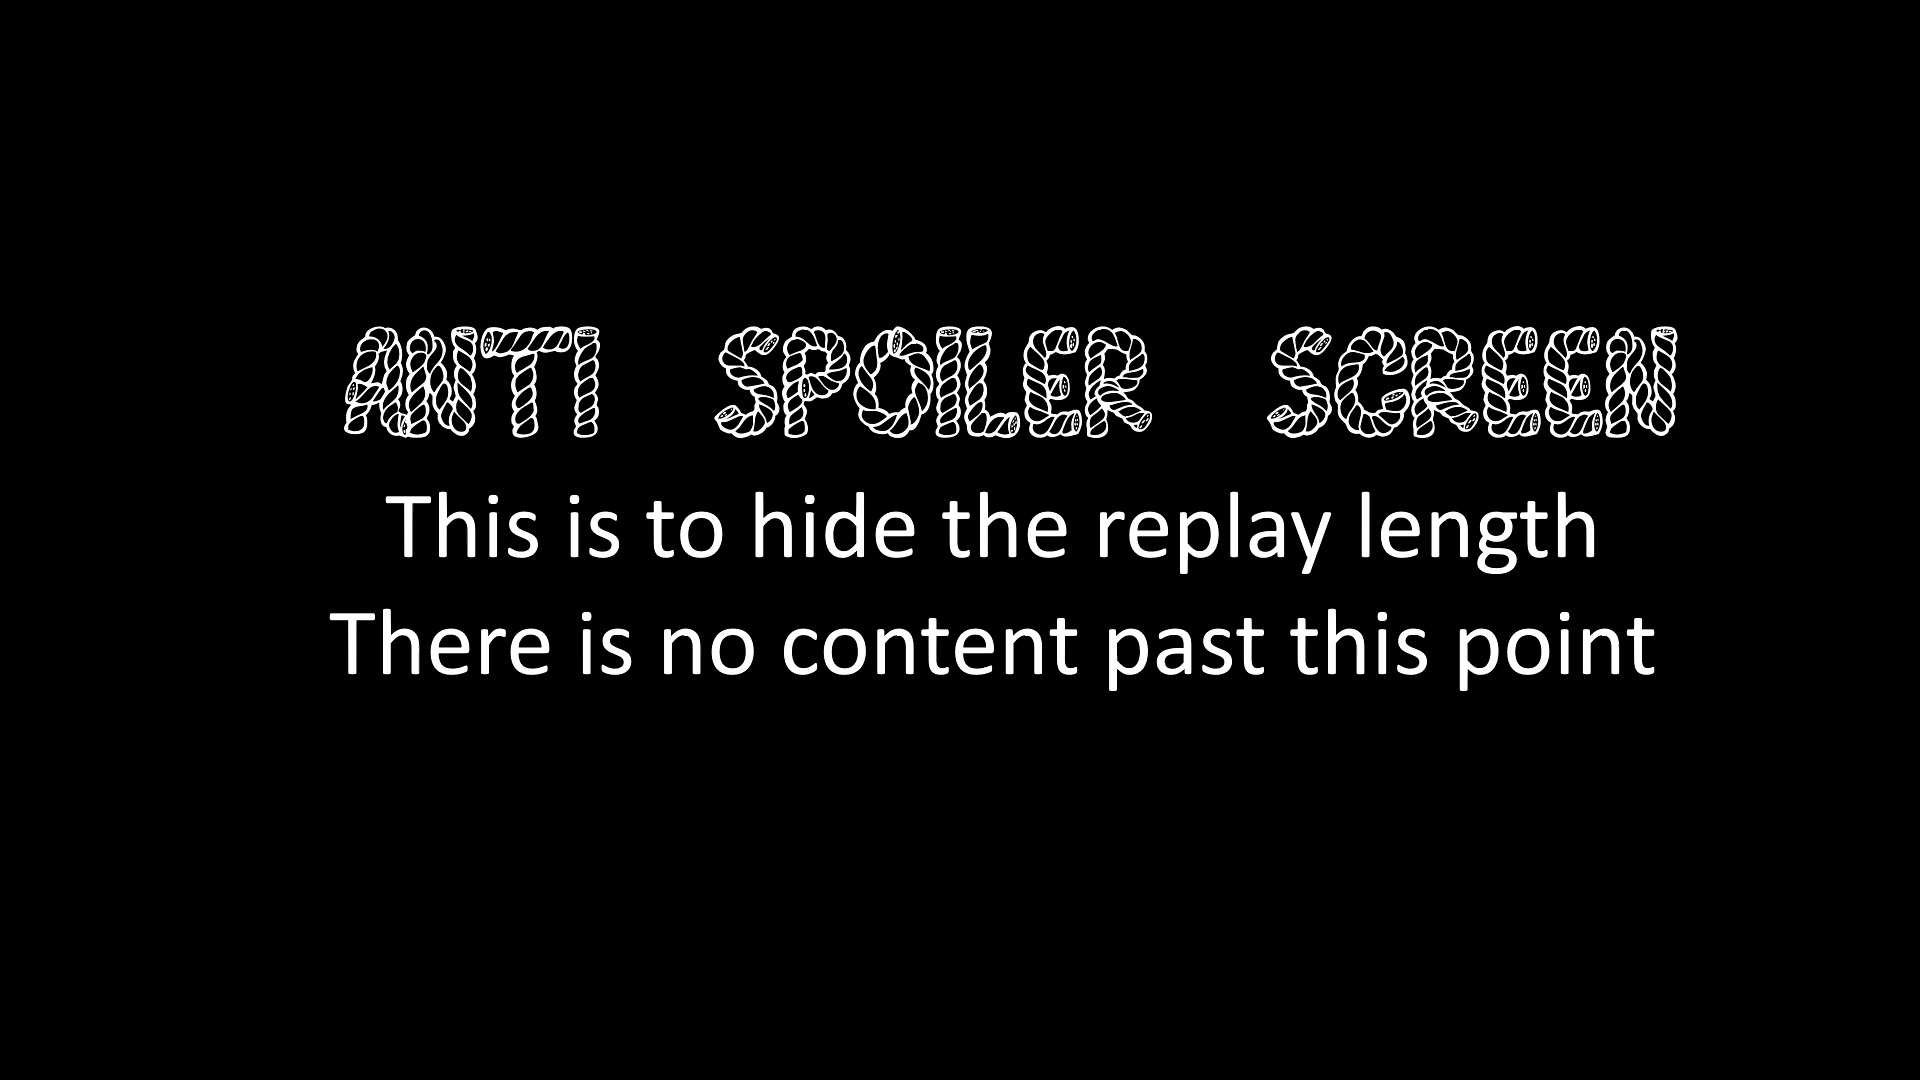 ANTI SPOILER SCREEN
This is to hide the replay length
There is no content past this point